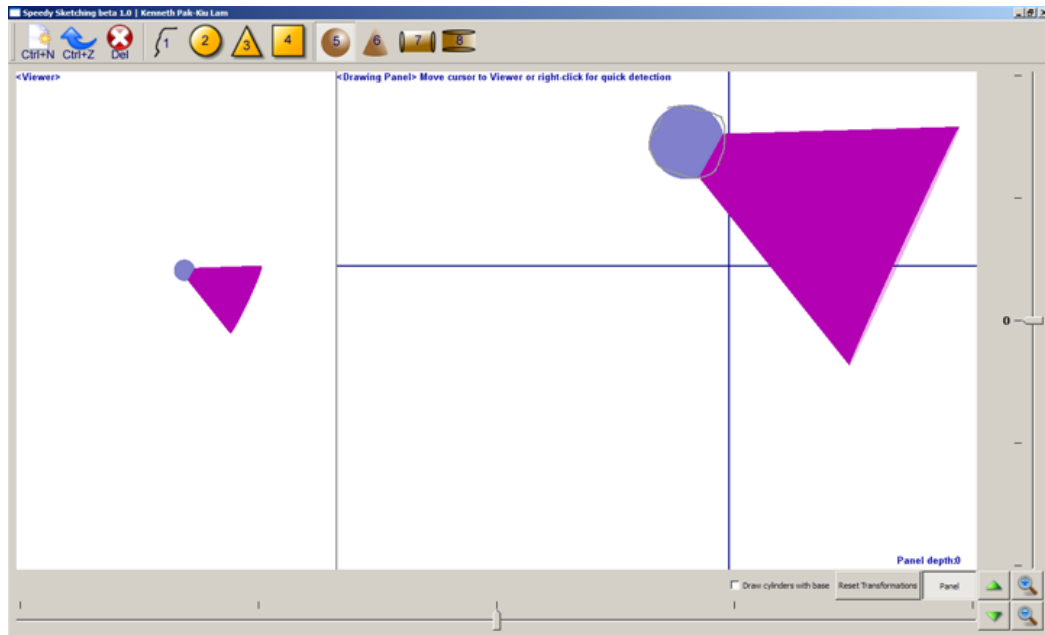 Speedy Sketching beta 1.0 | Kenneth Pak-Kiu Lam
Ctrl+N Ctrl+Z Del 1 2 3 4 5 6 7 8
<Viewer>
<Drawing Panel> Move cursor to Viewer or right-click for quick detection
0
Panel depth:0
Draw cylinders with base Reset Transformations Panel